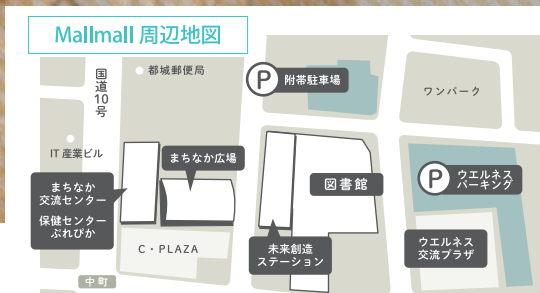 Mallmall 周辺地図
国道10号
都城郵便局
P 附帯駐車場
ワンパーク
IT 産業ビル
まちなか広場
まちなか
交流センター
保健センター
ぷれぴか
図書館
P ウエルネス
パーキング
C・PLAZA
未来創造
ステーション
ウエルネス
交流プラザ
中町